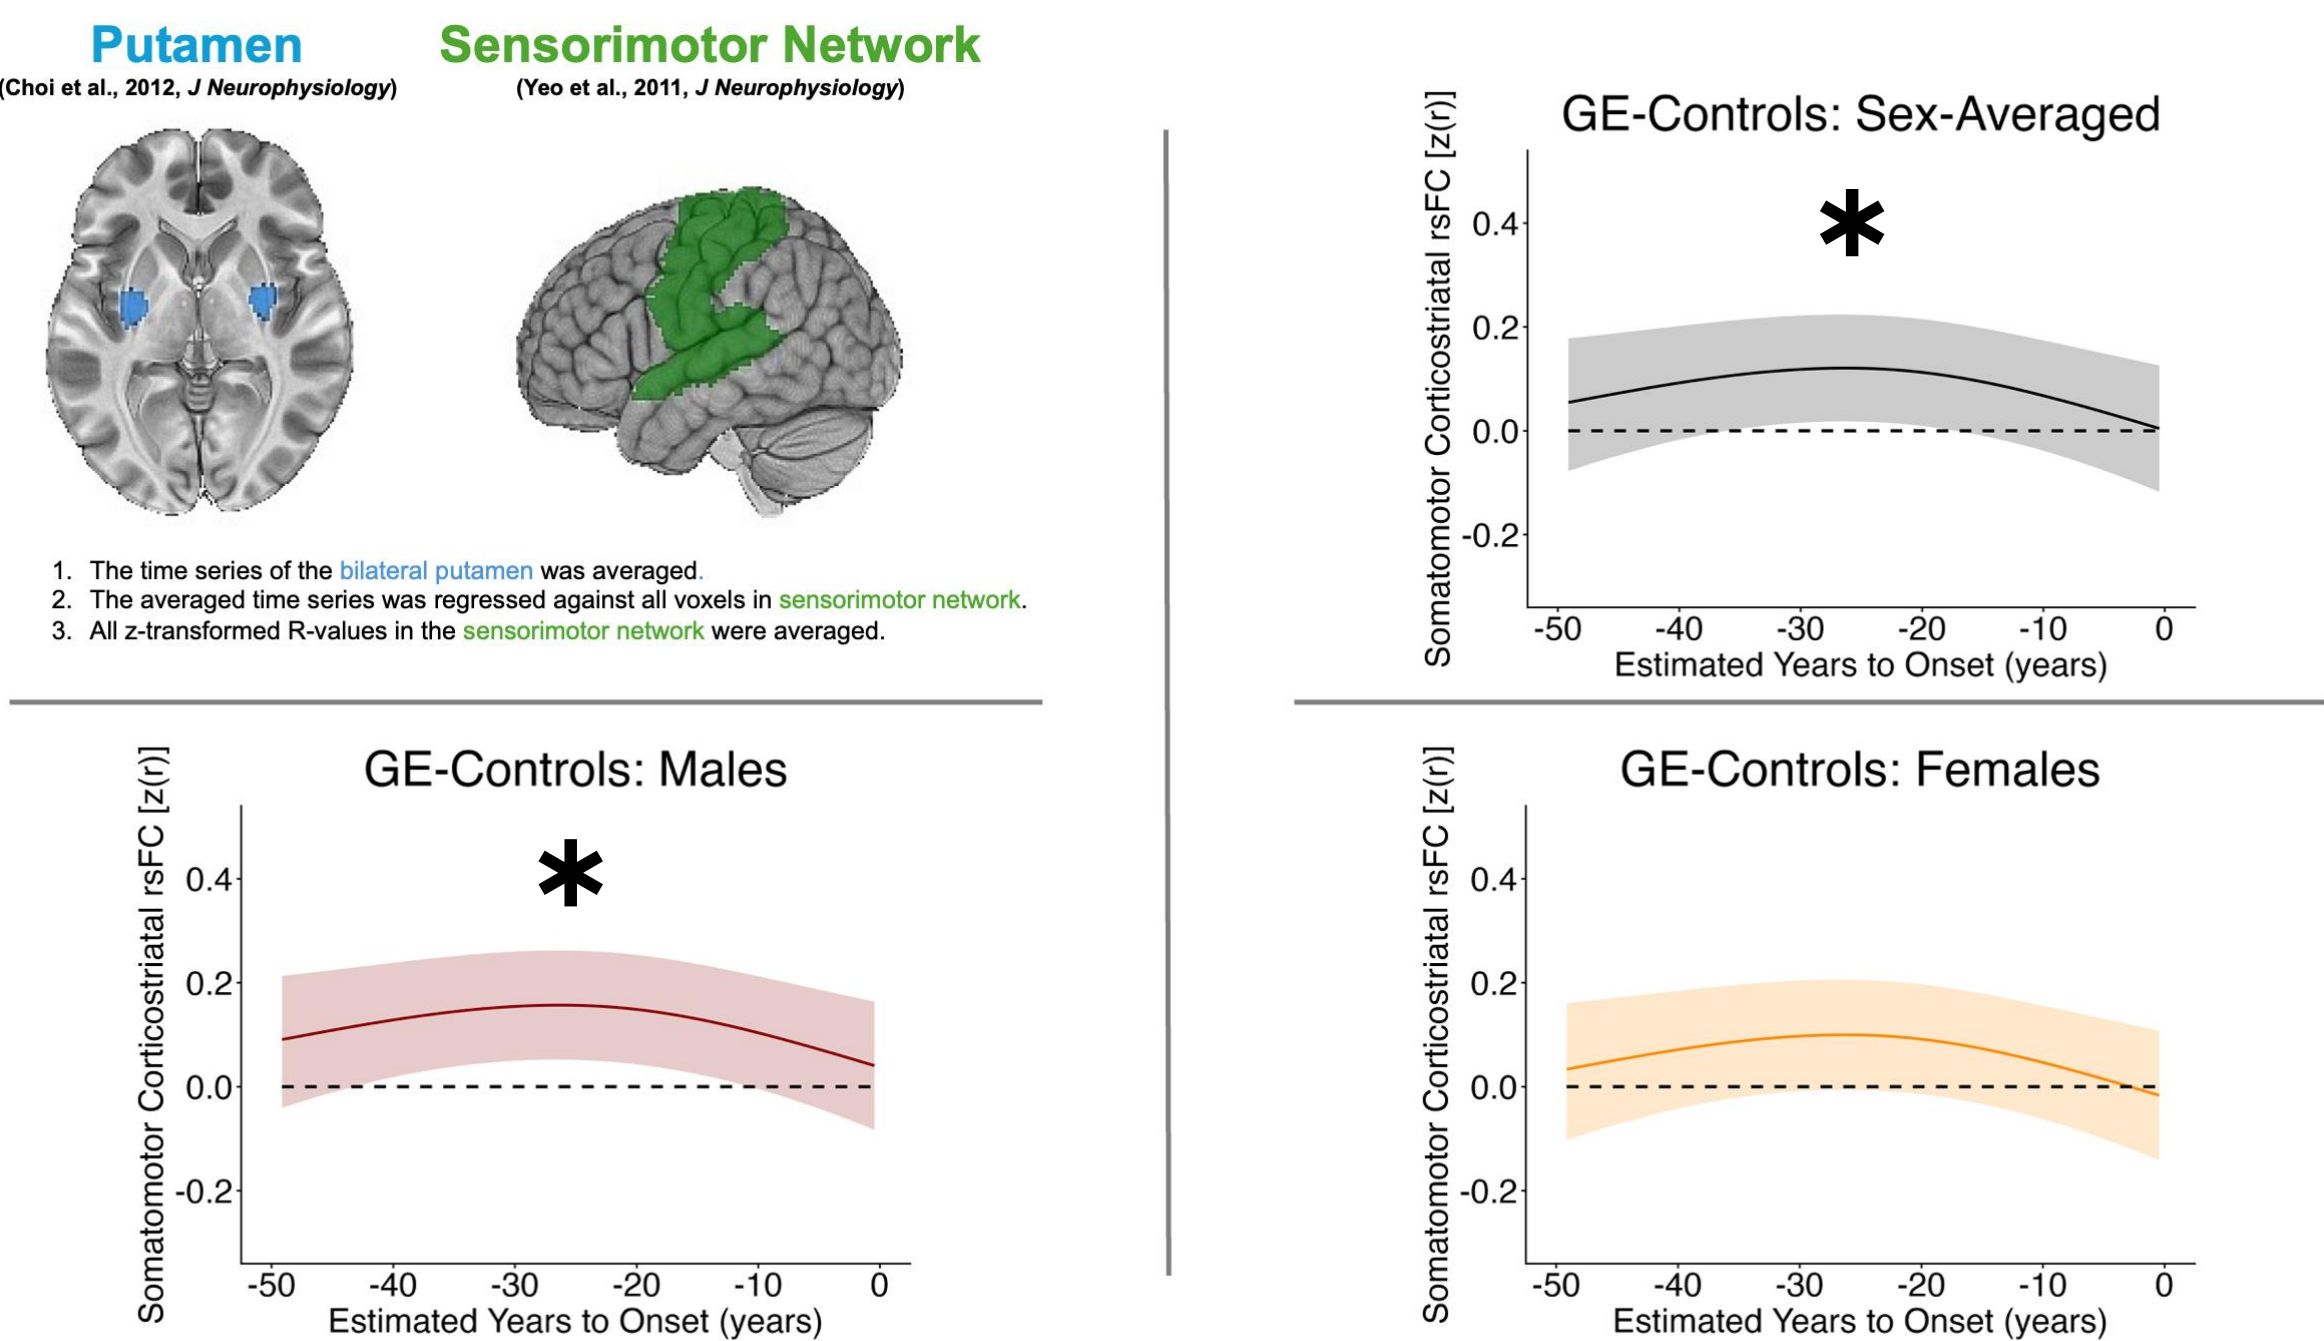 Putamen
(Choi et al., 2012, J Neurophysiology)
Sensorimotor Network
(Yeo et al., 2011, J Neurophysiology)
1. The time series of the bilateral putamen was averaged.
2. The averaged time series was regressed against all voxels in sensorimotor network.
3. All z-transformed R-values in the sensorimotor network were averaged.
GE-Controls: Sex-Averaged
*
Somatomotor Corticostriatal rsFC [z(r)]
0.4
0.2
0.0
-0.2
-50 -40 -30 -20 -10 0
Estimated Years to Onset (years)
GE-Controls: Males
*
Somatomotor Corticostriatal rsFC [z(r)]
0.4
0.2
0.0
-0.2
-50 -40 -30 -20 -10 0
Estimated Years to Onset (years)
GE-Controls: Females
Somatomotor Corticostriatal rsFC [z(r)]
0.4
0.2
0.0
-0.2
-50 -40 -30 -20 -10 0
Estimated Years to Onset (years)